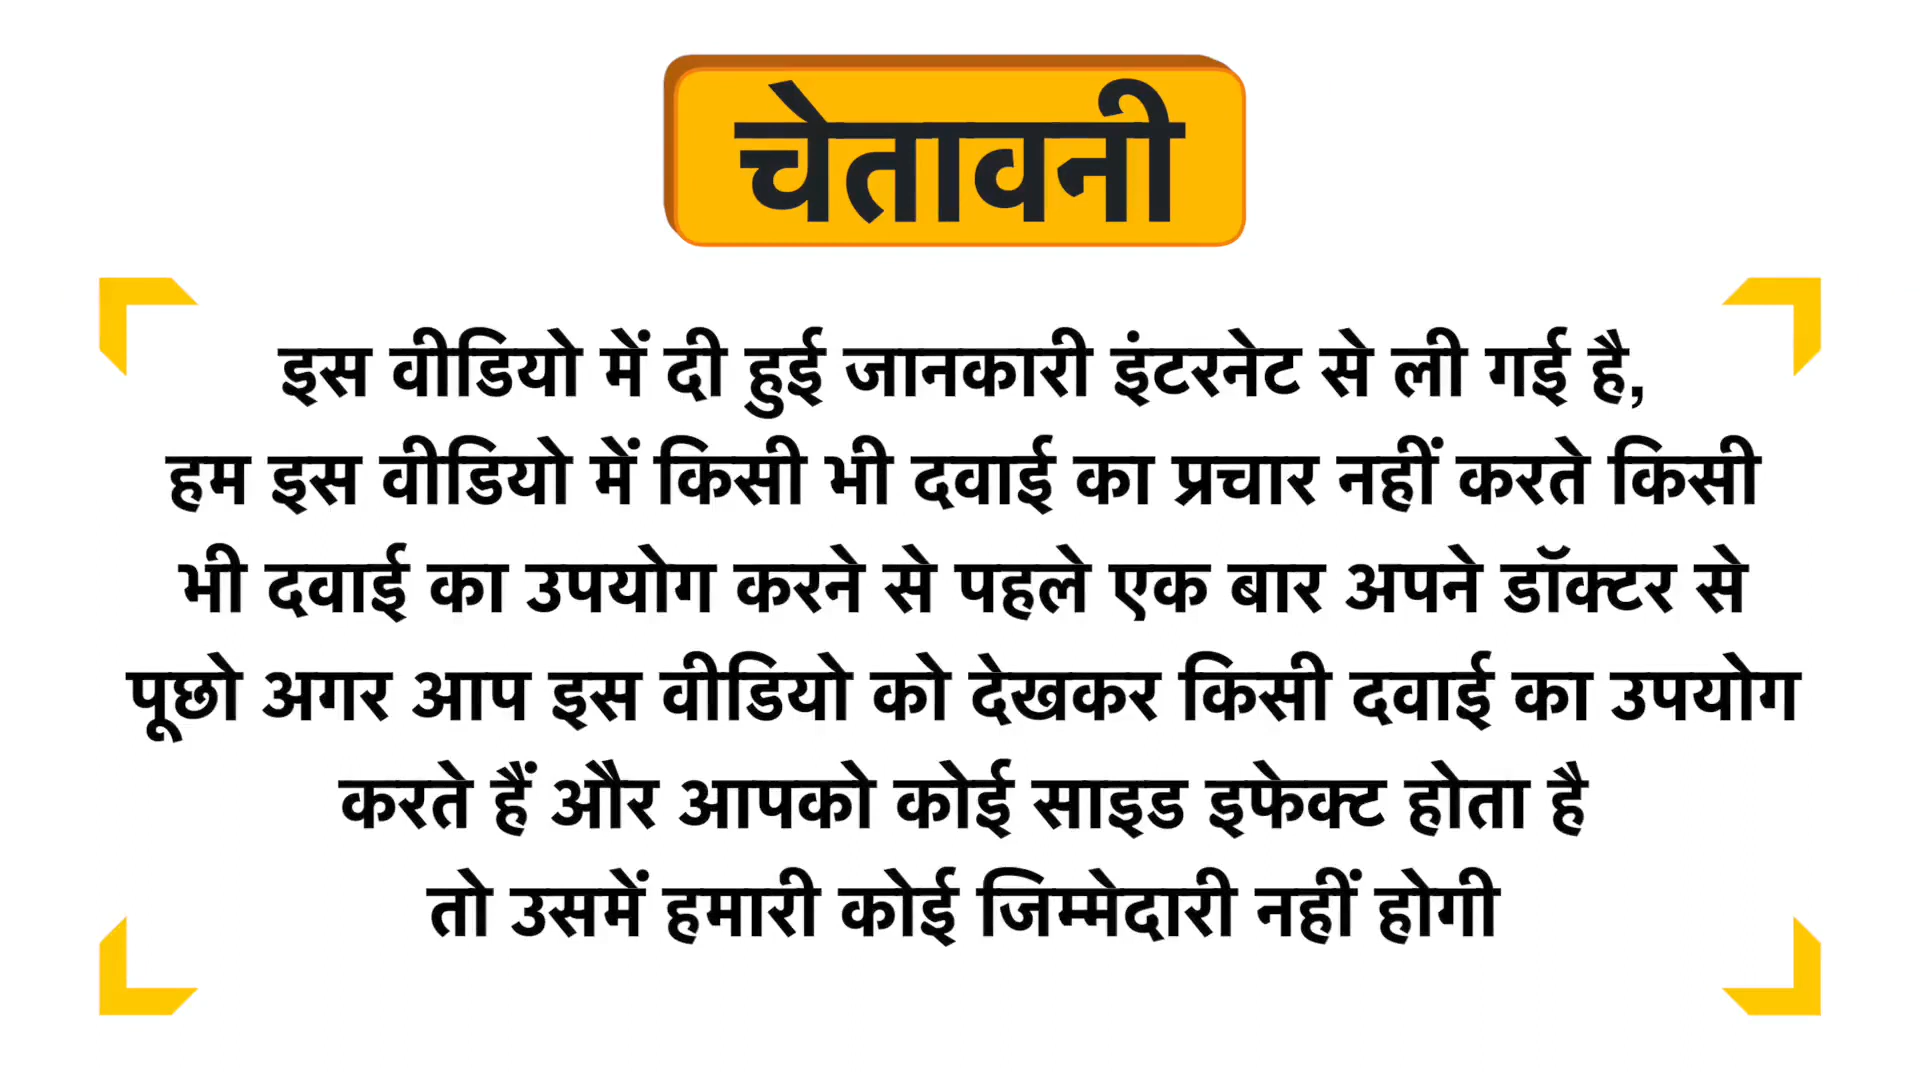 चेतावनी
इस वीडियो में दी हुई जानकारी इंटरनेट से ली गई है,
हम इस वीडियो में किसी भी दवाई का प्रचार नहीं करते किसी
भी दवाई का उपयोग करने से पहले एक बार अपने डॉक्टर से
पूछो अगर आप इस वीडियो को देखकर किसी दवाई का उपयोग
करते हैं और आपको कोई साइड इफेक्ट होता है
तो उसमें हमारी कोई जिम्मेदारी नहीं होगी